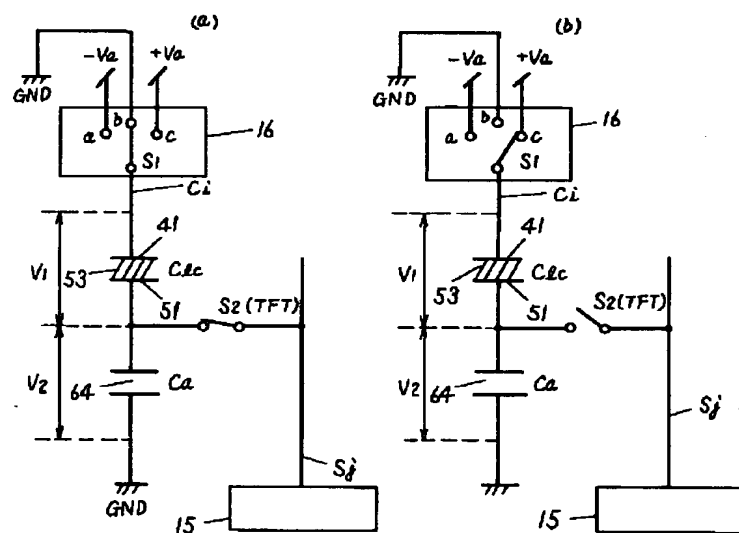 (a)
-Va
+Va
GND
b
a
c
16
S1
Ci
41
V1
53
Clc
51
S2(TFT)
V2
64
Ca
Sj
GND
15
(b)
-Va
+Va
GND
b
a
c
16
S1
Ci
41
V1
53
Clc
51
S2(TFT)
V2
64
Ca
Sj
15